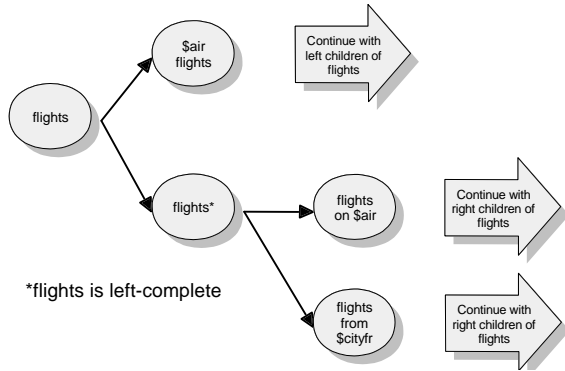 $air
flights
Continue with
left children of
flights
flights
flights*
flights
on $air
Continue with
right children of
flights
*flights is left-complete
flights
from
$cityfr
Continue with
right children of
flights